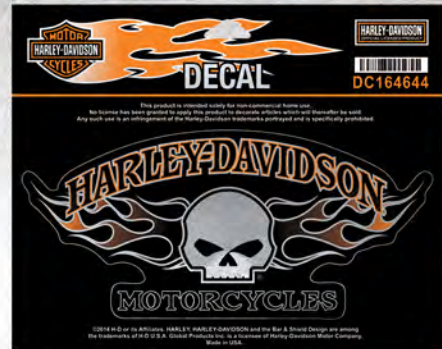 MOTOR
HARLEY-DAVIDSON
CYCLES
DECAL
HARLEY-DAVIDSON
OFFICIAL LICENSED PRODUCT
DC164644
This product is intended solely for non-commercial home use.
No license has been granted to apply this product to decorate articles which will thereafter be sold.
Any such use is an infringement of the Harley-Davidson trademarks portrayed and is specifically prohibited.
HARLEY-DAVIDSON
MOTORCYCLES
©2014 H-D or its Affiliates. HARLEY, HARLEY-DAVIDSON and the Bar & Shield Design are among
the trademarks of H-D U.S.A. Global Products Inc. is a licensee of Harley-Davidson Motor Company.
Made in USA.